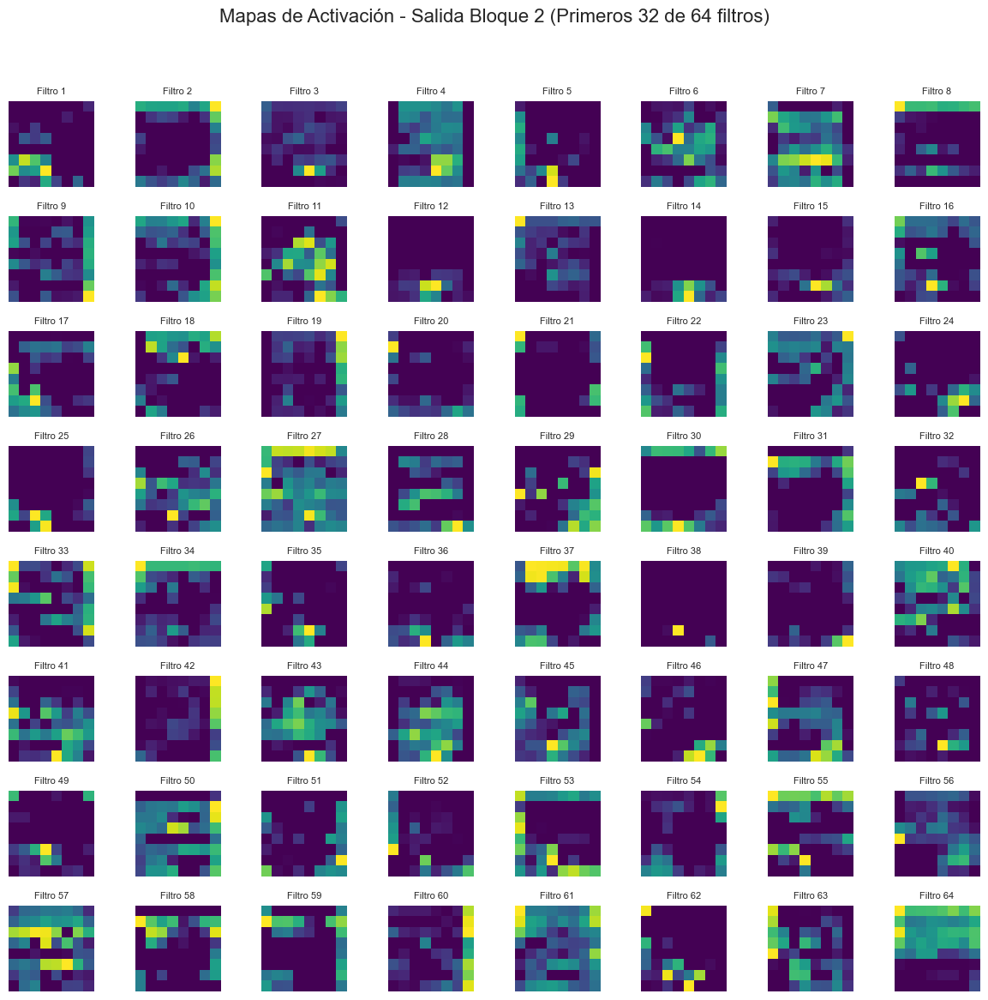 Mapas de Activación - Salida Bloque 2 (Primeros 32 de 64 filtros)
Filtro 1 Filtro 2 Filtro 3 Filtro 4 Filtro 5 Filtro 6 Filtro 7 Filtro 8
Filtro 9 Filtro 10 Filtro 11 Filtro 12 Filtro 13 Filtro 14 Filtro 15 Filtro 16
Filtro 17 Filtro 18 Filtro 19 Filtro 20 Filtro 21 Filtro 22 Filtro 23 Filtro 24
Filtro 25 Filtro 26 Filtro 27 Filtro 28 Filtro 29 Filtro 30 Filtro 31 Filtro 32
Filtro 33 Filtro 34 Filtro 35 Filtro 36 Filtro 37 Filtro 38 Filtro 39 Filtro 40
Filtro 41 Filtro 42 Filtro 43 Filtro 44 Filtro 45 Filtro 46 Filtro 47 Filtro 48
Filtro 49 Filtro 50 Filtro 51 Filtro 52 Filtro 53 Filtro 54 Filtro 55 Filtro 56
Filtro 57 Filtro 58 Filtro 59 Filtro 60 Filtro 61 Filtro 62 Filtro 63 Filtro 64